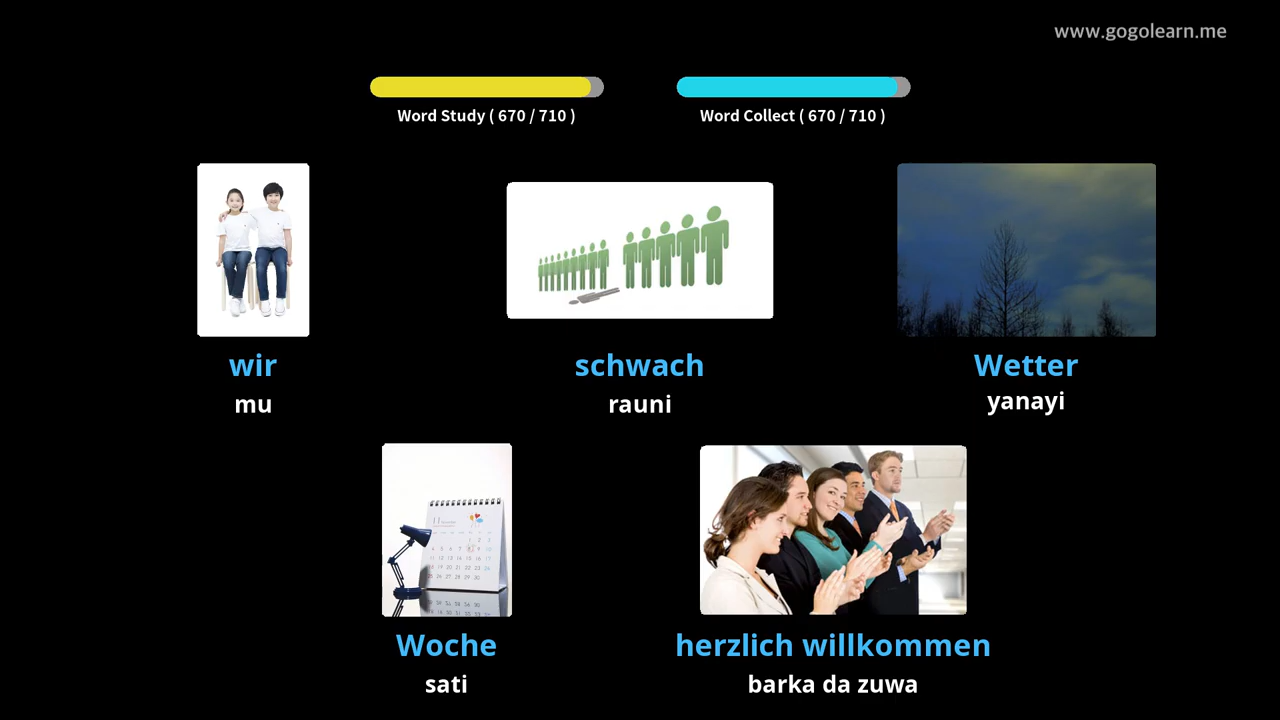 www.gogolearn.me
Word Study ( 670 / 710 )
Word Collect ( 670 / 710 )
wir
mu
schwach
rauni
Wetter
yanayi
Woche
sati
herzlich willkommen
barka da zuwa